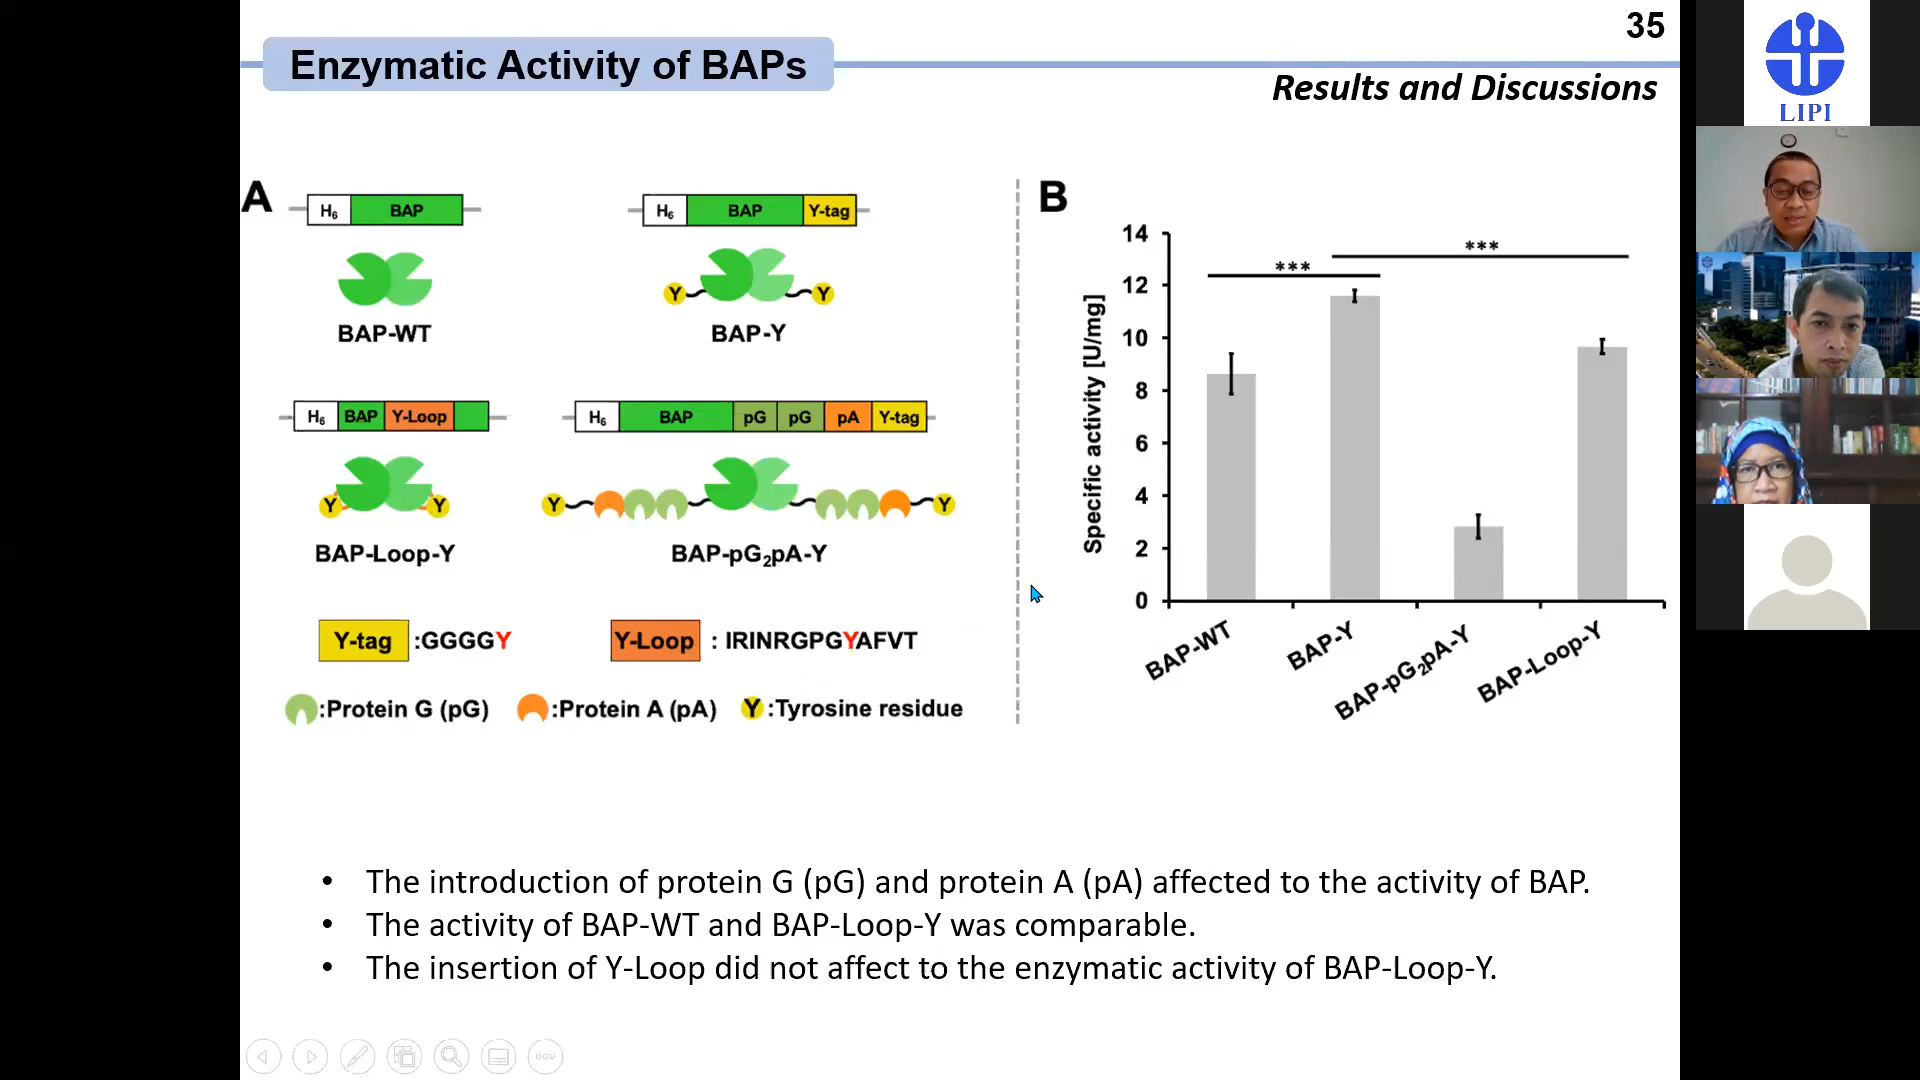 35
Enzymatic Activity of BAPs
Results and Discussions
LIPI
A
H₆ BAP
BAP-WT
H₆ BAP Y-tag
Y Y
BAP-Y
H₆ BAP Y-Loop
Y Y
BAP-Loop-Y
H₆ BAP pG pG pA Y-tag
Y Y
BAP-pG₂pA-Y
Y-tag :GGGGY
Y-Loop : IRINRGPGYAFVT
:Protein G (pG) :Protein A (pA) Y :Tyrosine residue
B
Specific activity [U/mg]
14
12
10
8
6
4
2
0
***
***
BAP-WT
BAP-Y
BAP-pG₂pA-Y
BAP-Loop-Y
• The introduction of protein G (pG) and protein A (pA) affected to the activity of BAP.
• The activity of BAP-WT and BAP-Loop-Y was comparable.
• The insertion of Y-Loop did not affect to the enzymatic activity of BAP-Loop-Y.